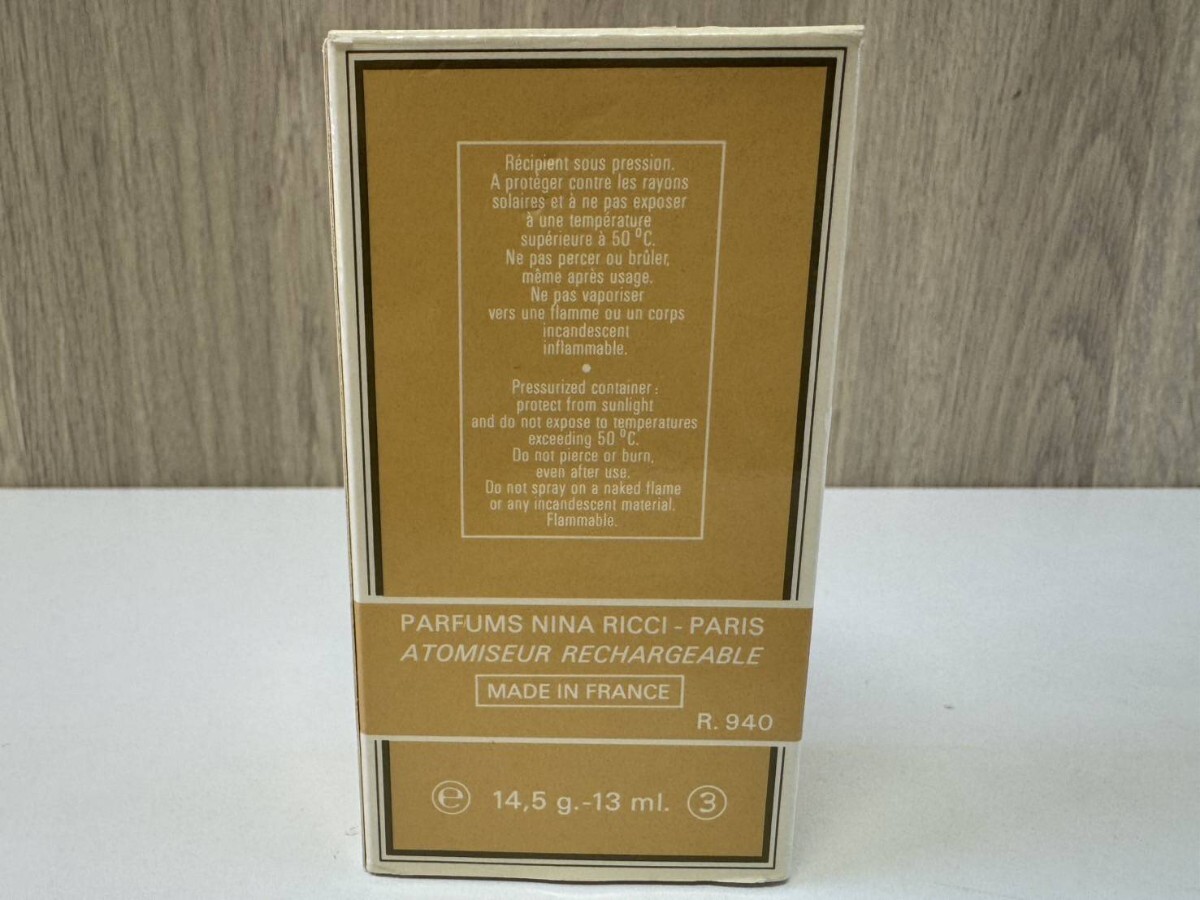 Récipient sous pression.
A protéger contre les rayons
solaires et à ne pas exposer
à une température
supérieure à 50 °C.
Ne pas percer ou brûler,
même après usage.
Ne pas vaporiser
vers une flamme ou un corps
incandescent
inflammable.
•
Pressurized container :
protect from sunlight
and do not expose to temperatures
exceeding 50 °C.
Do not pierce or burn,
even after use.
Do not spray on a naked flame
or any incandescent material.
Flammable.
PARFUMS NINA RICCI - PARIS
ATOMISEUR RECHARGEABLE
MADE IN FRANCE
R. 940
e 14,5 g.-13 ml. 3